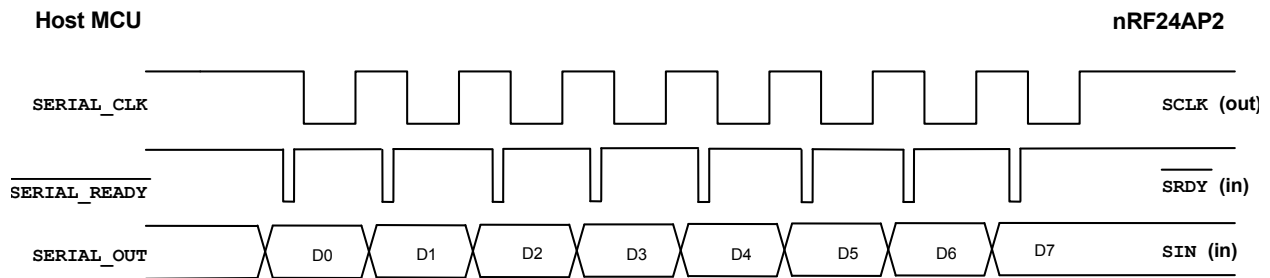 Host MCU nRF24AP2
SERIAL_CLK SCLK (out)
SERIAL_READY SRDY (in)
SERIAL_OUT D0 D1 D2 D3 D4 D5 D6 D7 SIN (in)